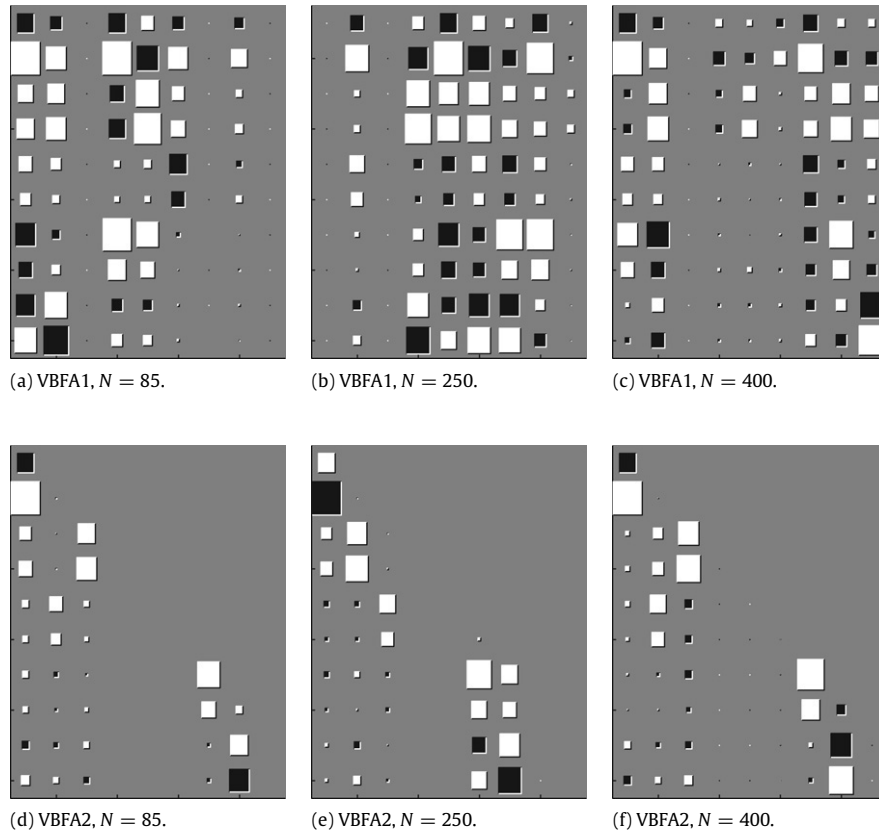 (a) VBFA1, N = 85.
(b) VBFA1, N = 250.
(c) VBFA1, N = 400.
(d) VBFA2, N = 85.
(e) VBFA2, N = 250.
(f) VBFA2, N = 400.